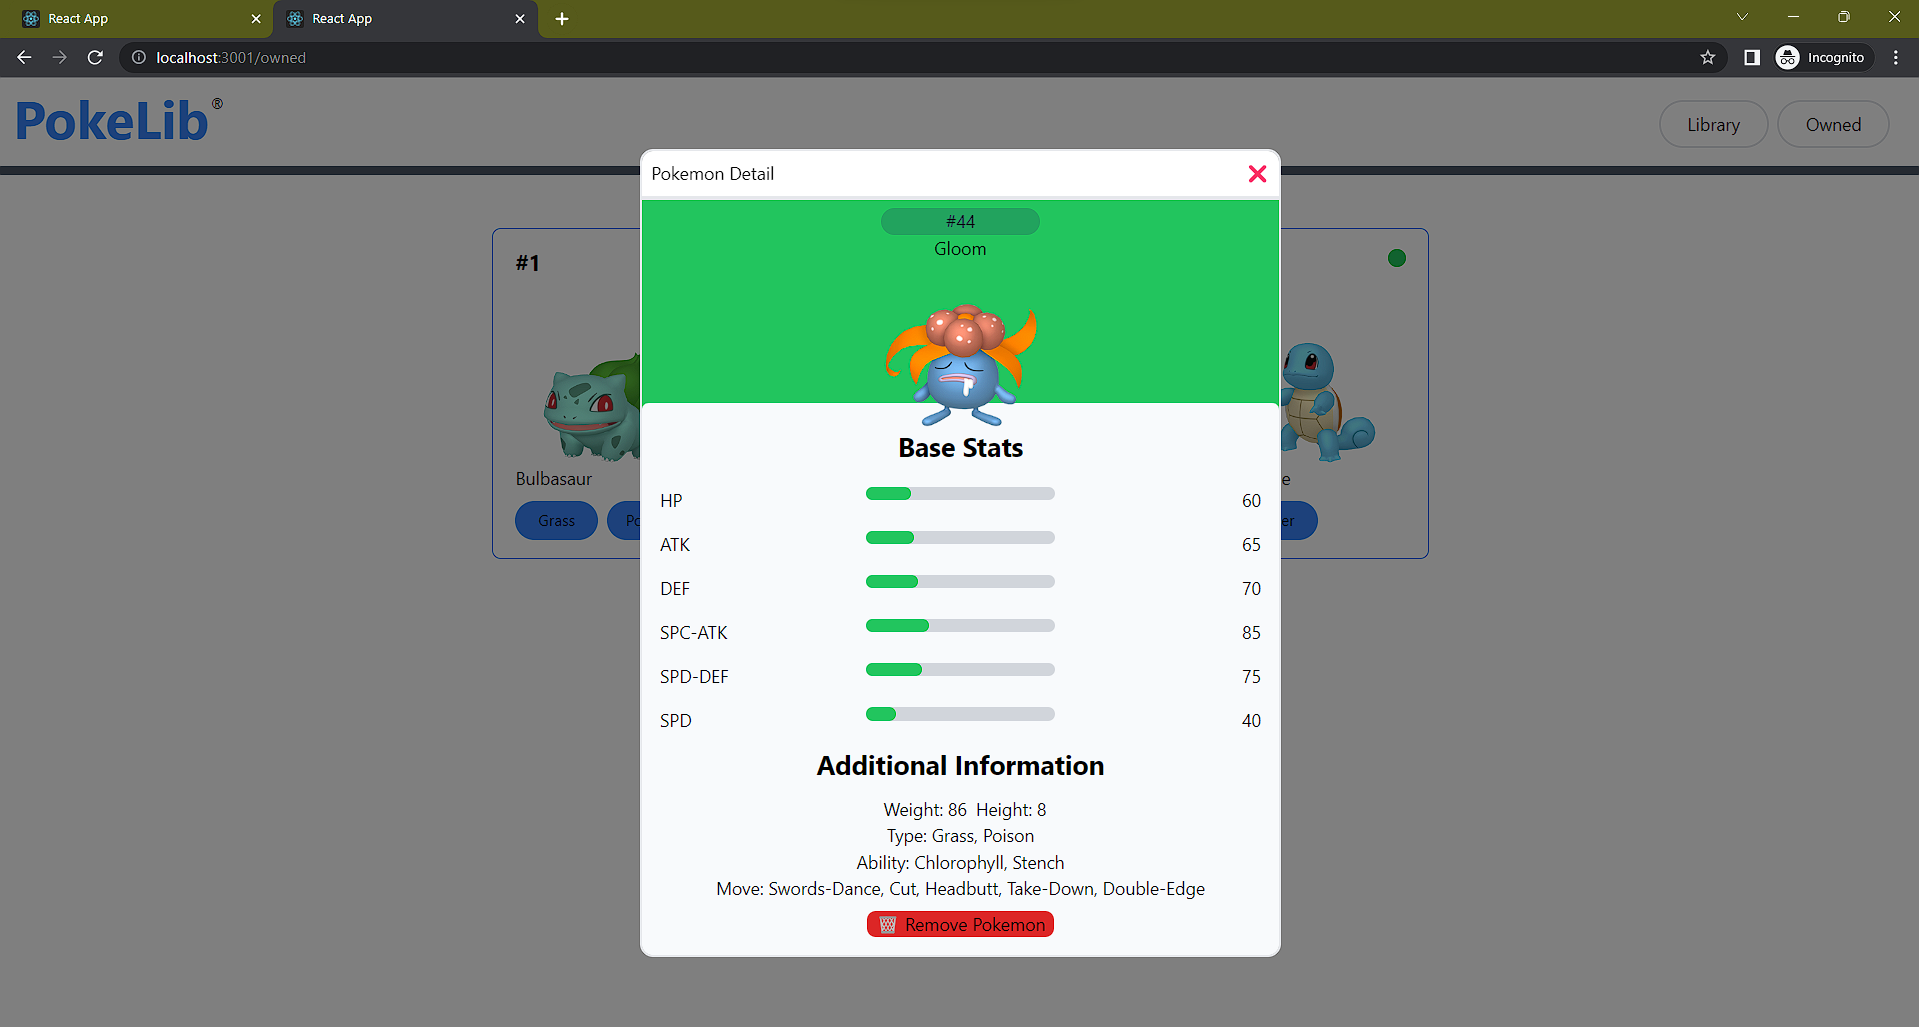 React App
React App
localhost:3001/owned
Incognito
PokeLib®
Library
Owned
Pokemon Detail
#44
Gloom
#1
Bulbasaur
Grass
Base Stats
HP 60
ATK 65
DEF 70
SPC-ATK 85
SPD-DEF 75
SPD 40
Additional Information
Weight: 86 Height: 8
Type: Grass, Poison
Ability: Chlorophyll, Stench
Move: Swords-Dance, Cut, Headbutt, Take-Down, Double-Edge
Remove Pokemon